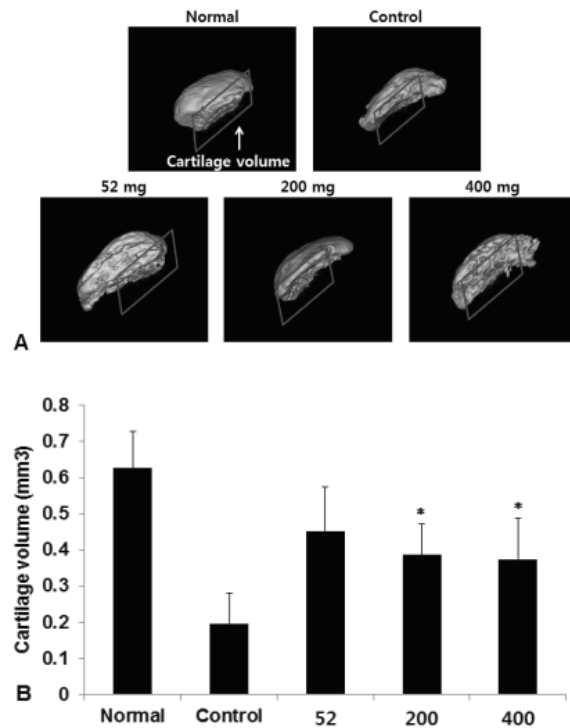 Normal Control
Cartilage volume
52 mg 200 mg 400 mg
A
0.8
0.7
0.6
0.5
0.4
0.3
0.2
0.1
0
Cartilage volume (mm3)
* *
B
Normal Control 52 200 400